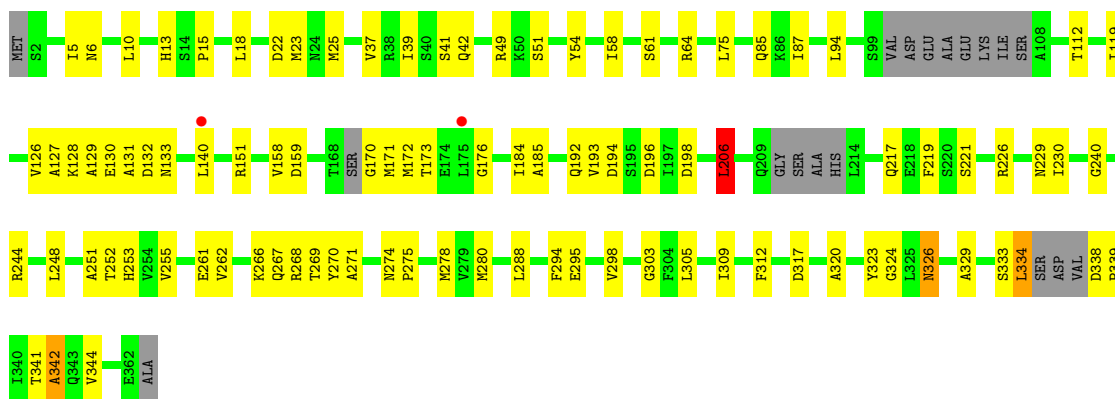 MET S2 I5 N6 L10 H13 S14 P15 L18 D22 M23 N24 M25 V37 R38 I39 S40 S41 Q42 R49 K50 S51 Y54 I58 S61 R64 L75 Q85 K86 I87 L94 S99 VAL ASP GLU ALA GLU LYS ILE SER A108 T112
V126 A127 K128 A129 E130 A131 D132 N133 L140 R151 V158 D159 T168 SER G170 M171 M172 T173 E174 L175 G176 I184 A185 Q192 V193 D194 S195 D196 I197 D198 L206 Q209 GLY SER ALA HIS L214 Q217 E218 F219 S220 S221 R226 N229 I230 G240
R244 L248 A251 T252 H253 V254 V255 E261 V262 K266 Q267 R268 T269 Y270 A271 N274 P275 M278 V279 M280 L288 F294 E295 V298 G303 F304 L305 I309 F312 D317 A320 Y323 G324 L325 N326 A329 S333 L334 SER ASP VAL D338
I340 T341 A342 Q343 V344 E362 ALA